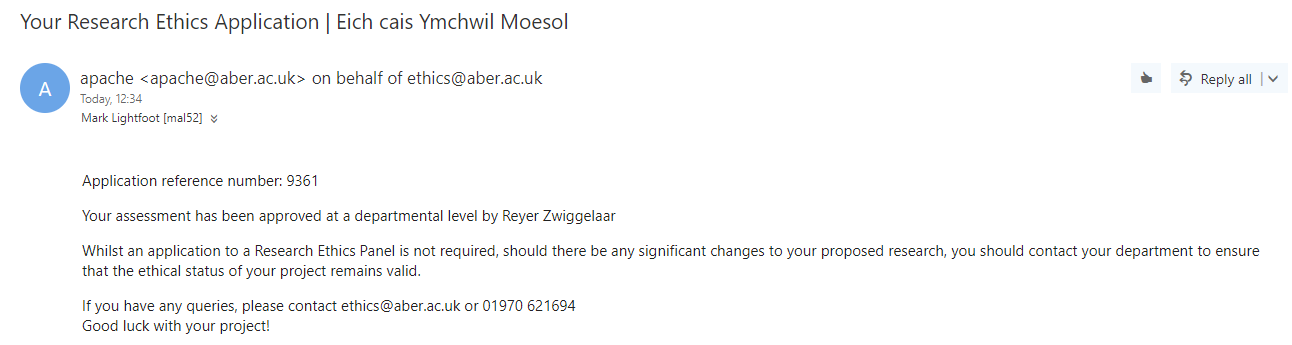 Your Research Ethics Application | Eich cais Ymchwil Moesol
A
apache <apache@aber.ac.uk> on behalf of ethics@aber.ac.uk
Today, 12:34
Mark Lightfoot [mal52]
Reply all
Application reference number: 9361
Your assessment has been approved at a departmental level by Reyer Zwiggelaar
Whilst an application to a Research Ethics Panel is not required, should there be any significant changes to your proposed research, you should contact your department to ensure
that the ethical status of your project remains valid.
If you have any queries, please contact ethics@aber.ac.uk or 01970 621694
Good luck with your project!